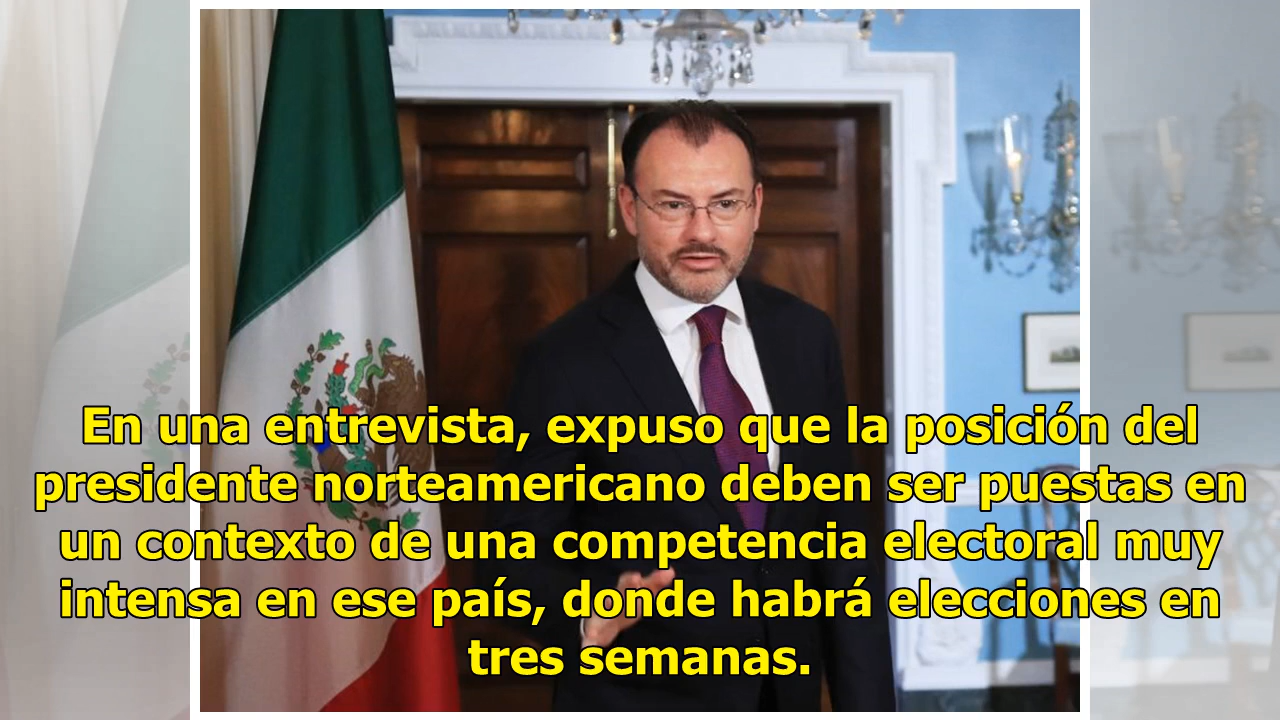 En una entrevista, expuso que la posición del
presidente norteamericano deben ser puestas en
un contexto de una competencia electoral muy
intensa en ese país, donde habrá elecciones en
tres semanas.